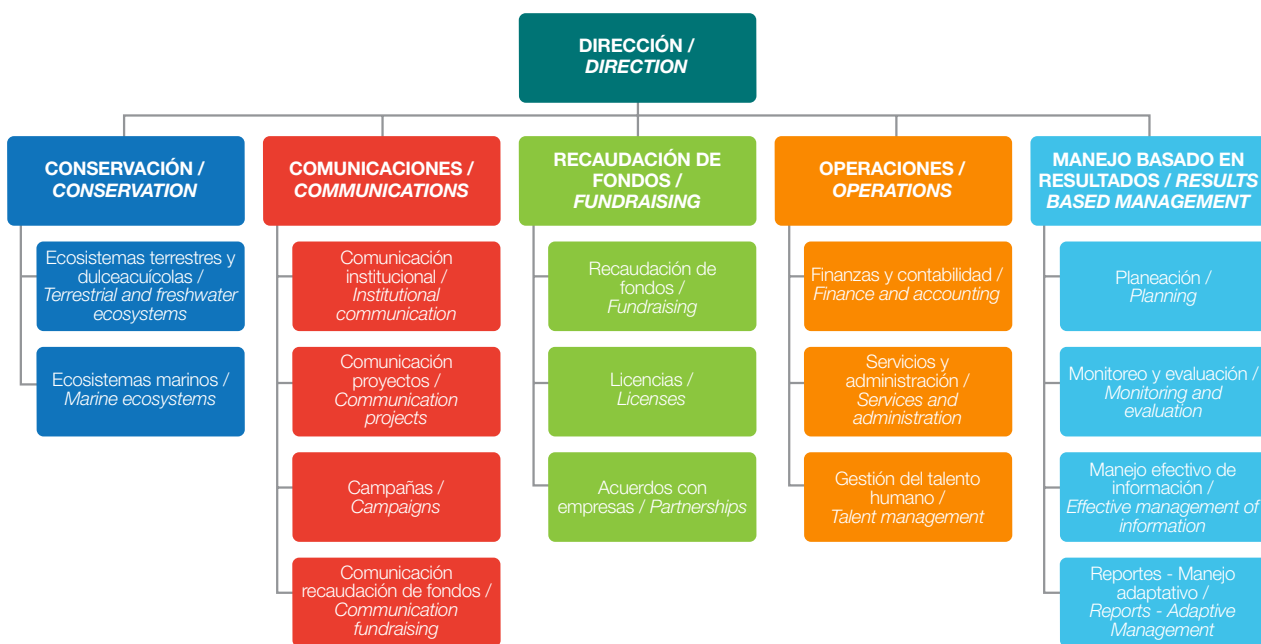 DIRECCIÓN /
DIRECTION
CONSERVACIÓN /
CONSERVATION
Ecosistemas terrestres y
dulceacuícolas /
Terrestrial and freshwater
ecosystems
Ecosistemas marinos /
Marine ecosystems
COMUNICACIONES /
COMMUNICATIONS
Comunicación
institucional /
Institutional
communication
Comunicación
proyectos /
Communication
projects
Campañas /
Campaigns
Comunicación
recaudación de fondos /
Communication
fundraising
RECAUDACIÓN DE
FONDOS /
FUNDRAISING
Recaudación de
fondos /
Fundraising
Licencias /
Licenses
Acuerdos con
empresas / Partnerships
OPERACIONES /
OPERATIONS
Finanzas y contabilidad /
Finance and accounting
Servicios y
administración /
Services and
administration
Gestión del talento
humano /
Talent management
MANEJO BASADO EN
RESULTADOS / RESULTS
BASED MANAGEMENT
Planeación /
Planning
Monitoreo y evaluación /
Monitoring and
evaluation
Manejo efectivo de
información /
Effective management of
information
Reportes - Manejo
adaptativo /
Reports - Adaptive
Management